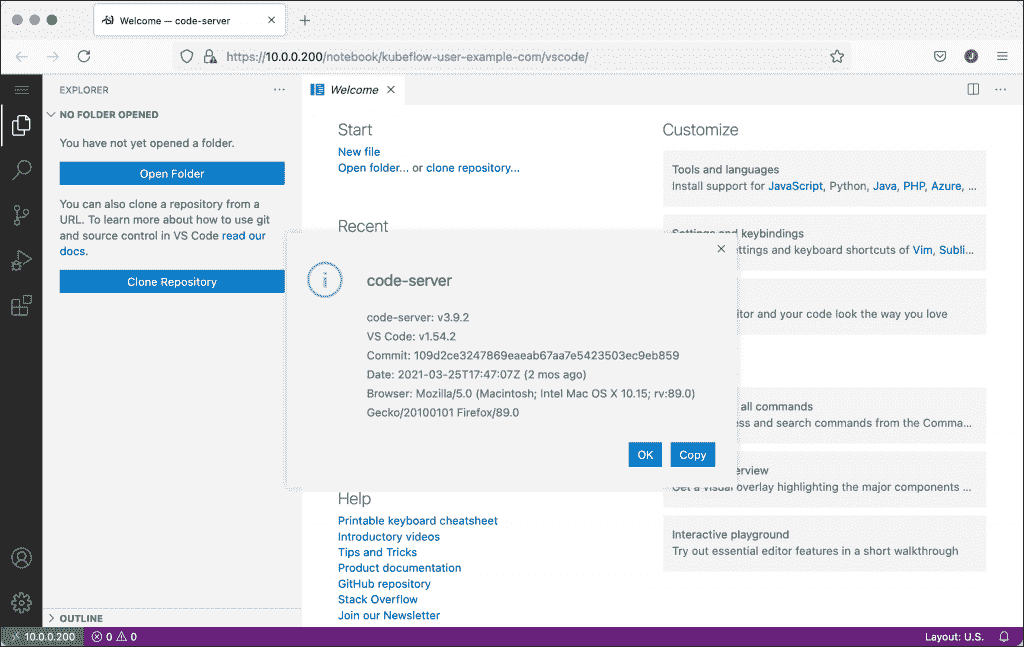 Welcome — code-server
https://10.0.0.200/notebook/kubeflow-user-example-com/vscode/
EXPLORER
NO FOLDER OPENED
You have not yet opened a folder.
Open Folder
You can also clone a repository from a
URL. To learn more about how to use git
and source control in VS Code read our
docs.
Clone Repository
OUTLINE
Welcome
Start
New file
Open folder... or clone repository...
Recent
Customize
Tools and languages
Install support for JavaScript, Python, Java, PHP, Azure, ...
Settings and keybindings
ettings and keyboard shortcuts of Vim, Subli...
itor and your code look the way you love
all commands
ess and search commands from the Comma...
erview
Get a visual overlay highlighting the major components ...
Interactive playground
Try out essential editor features in a short walkthrough
code-server
code-server: v3.9.2
VS Code: v1.54.2
Commit: 109d2ce3247869eaeab67aa7e5423503ec9eb859
Date: 2021-03-25T17:47:07Z (2 mos ago)
Browser: Mozilla/5.0 (Macintosh; Intel Mac OS X 10.15; rv:89.0)
Gecko/20100101 Firefox/89.0
OK
Copy
Help
Printable keyboard cheatsheet
Introductory videos
Tips and Tricks
Product documentation
GitHub repository
Stack Overflow
Join our Newsletter
10.0.0.200
0
0
Layout: U.S.